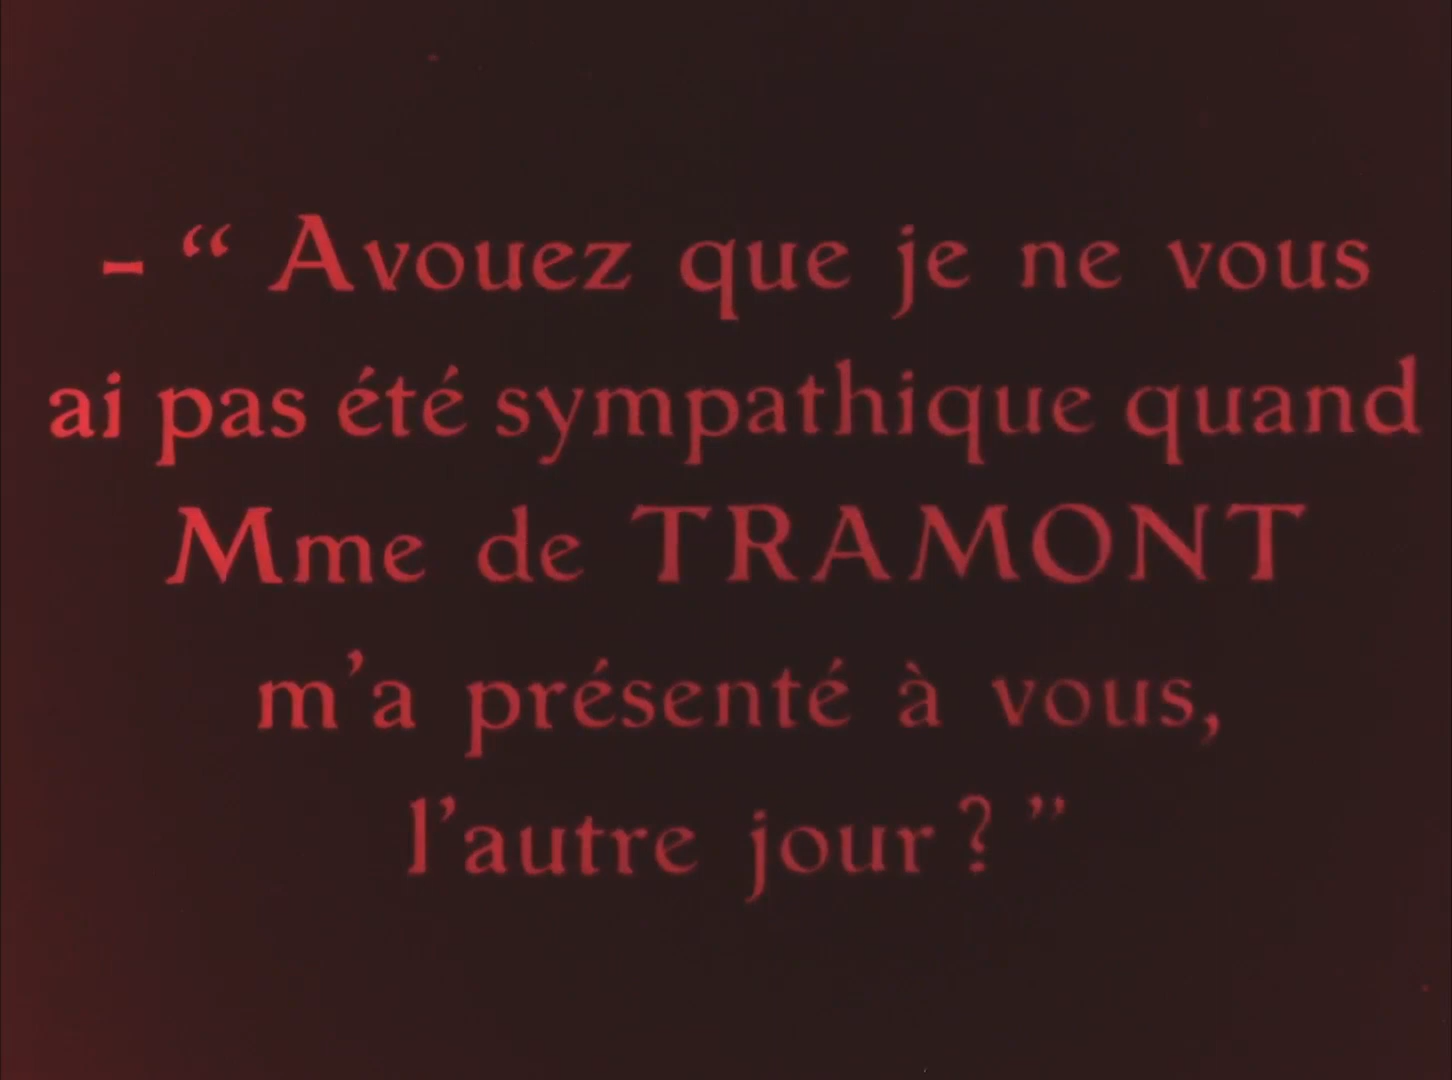 - “ Avouez que je ne vous
ai pas été sympathique quand
Mme de TRAMONT
m’a présenté à vous,
l’autre jour ? ”